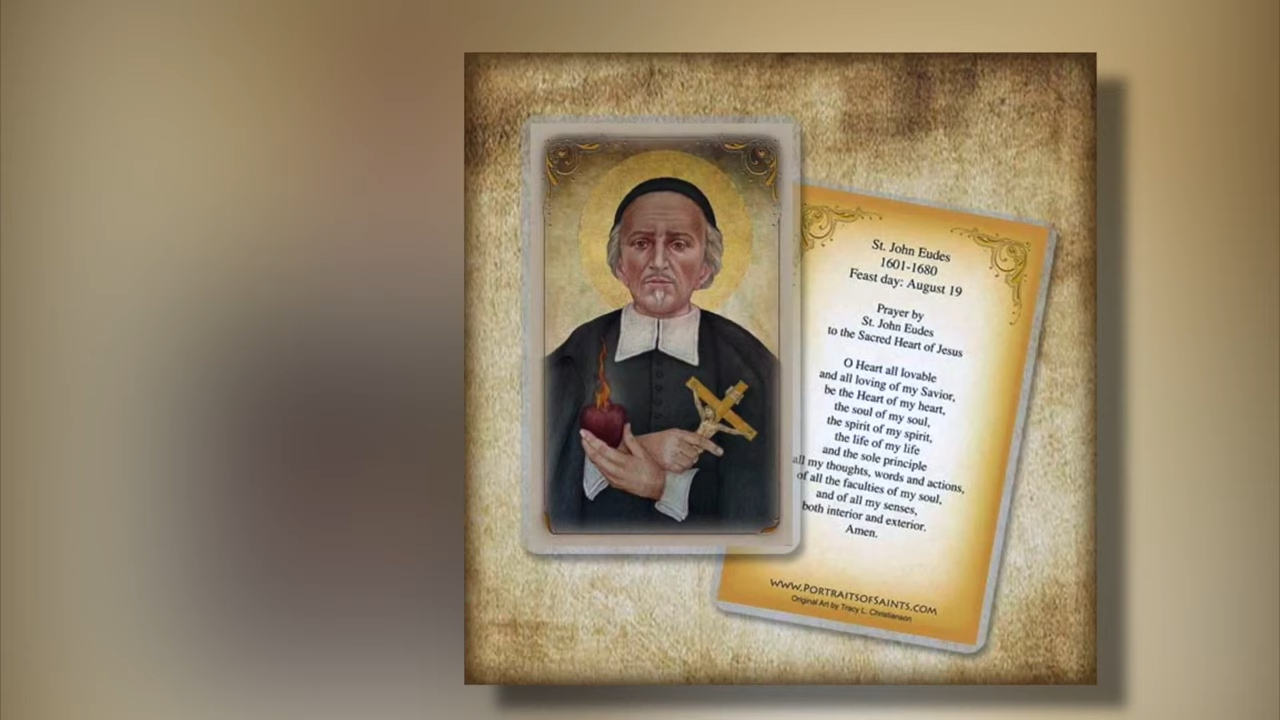 St. John Eudes
1601-1680
Feast day: August 19
Prayer by
St. John Eudes
to the Sacred Heart of Jesus
O Heart all lovable
and all loving of my Savior,
be the Heart of my heart,
the soul of my soul,
the spirit of my spirit,
the life of my life
and the sole principle
all my thoughts, words and actions,
of all the faculties of my soul,
and of all my senses,
both interior and exterior.
Amen.
www.PortraitsofSaints.com
Original Art by Tracy L. Christianson